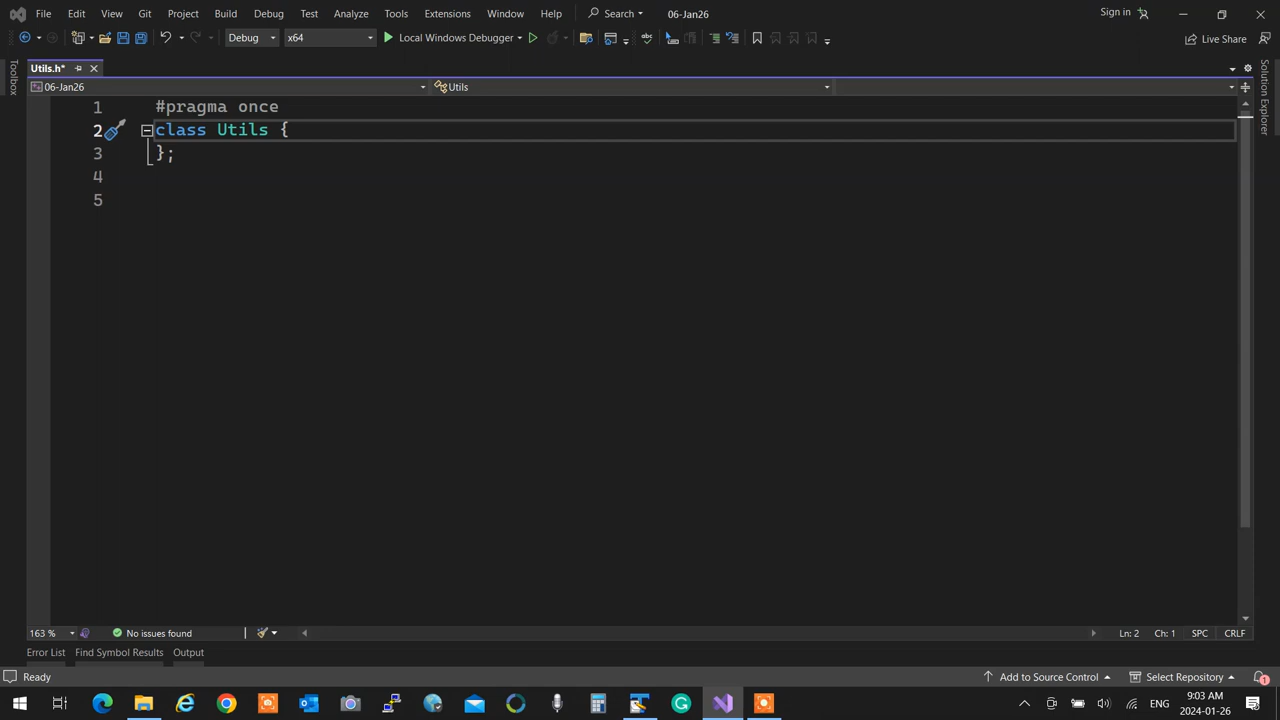 File Edit View Git Project Build Debug Test Analyze Tools Extensions Window Help Search 06-Jan26 Sign in
Debug x64 Local Windows Debugger Live Share
Toolbox
Utils.h*
06-Jan26 Utils
1 #pragma once
2 class Utils {
3 };
4
5
Solution Explorer
163 % No issues found Ln: 2 Ch: 1 SPC CRLF
Error List Find Symbol Results Output
Ready Add to Source Control Select Repository 1
ENG 9:03 AM
2024-01-26